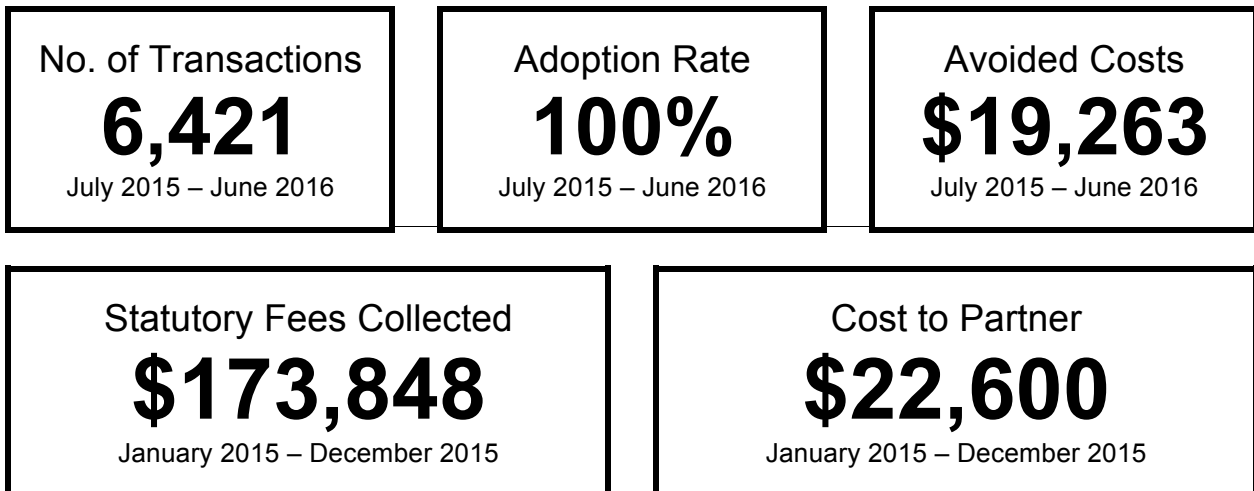 No. of Transactions
6,421
July 2015 – June 2016
Adoption Rate
100%
July 2015 – June 2016
Avoided Costs
$19,263
July 2015 – June 2016
Statutory Fees Collected
$173,848
January 2015 – December 2015
Cost to Partner
$22,600
January 2015 – December 2015